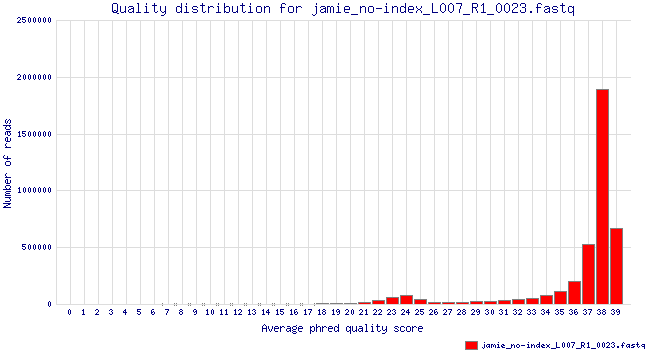 Quality distribution for jamie_no-index_L007_R1_0023.fastq
2500000
2000000
1500000
1000000
500000
0
Number of reads
0 1 2 3 4 5 6 7 8 9 10 11 12 13 14 15 16 17 18 19 20 21 22 23 24 25 26 27 28 29 30 31 32 33 34 35 36 37 38 39
Average phred quality score
jamie_no-index_L007_R1_0023.fastq